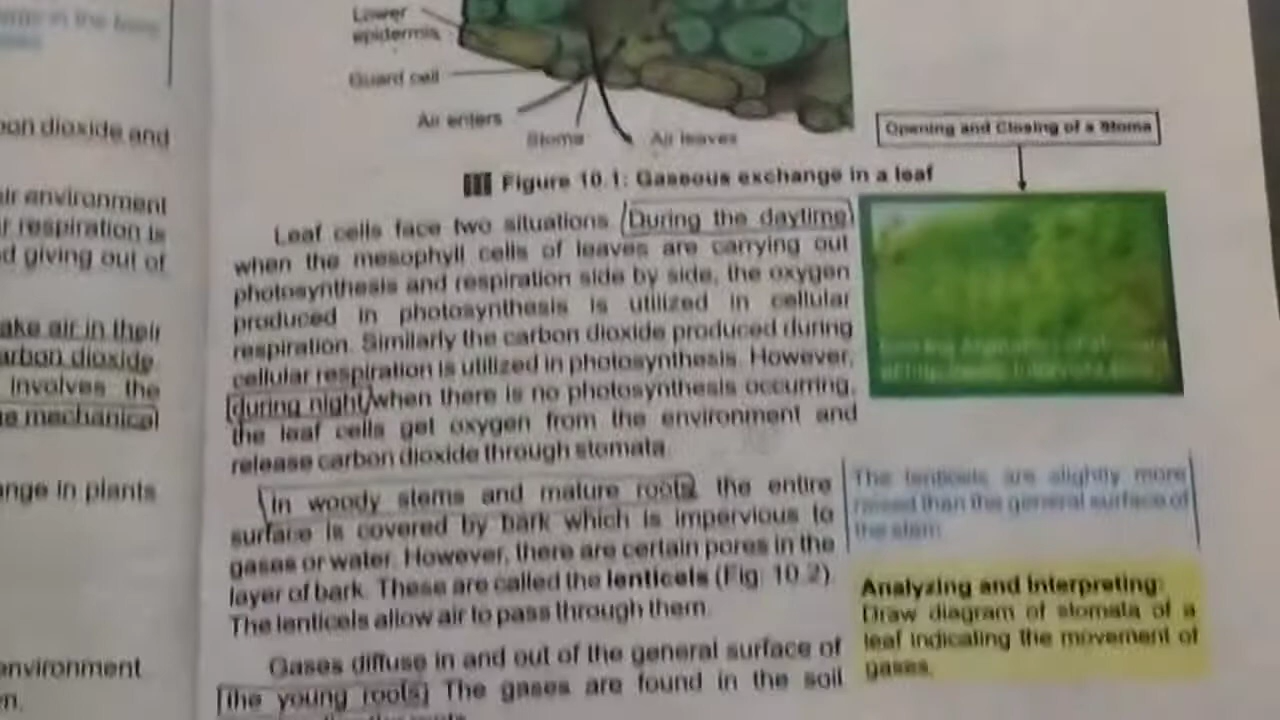 bon dioxide and
ir environment
r respiration is
d giving out of
ake air in their
arbon dioxide
involves the
e mechanical
ange in plants
environment
n.
Lower
epidermis
Guard cell
Air enters
Stoma
Air leaves
Figure 10.1: Gaseous exchange in a leaf
Leaf cells face two situations During the daytime
when the mesophyll cells of leaves are carrying out
photosynthesis and respiration side by side, the oxygen
produced in photosynthesis is utilized in cellular
respiration. Similarly the carbon dioxide produced during
cellular respiration is utilized in photosynthesis. However,
during night when there is no photosynthesis occurring,
the leaf cells get oxygen from the environment and
release carbon dioxide through stomata.
In woody stems and mature roots the entire
surface is covered by bark which is impervious to
gases or water. However, there are certain pores in the
layer of bark. These are called the lenticels (Fig: 10.2)
The lenticels allow air to pass through them.
Gases diffuse in and out of the general surface of
the young roots) The gases are found in the soil
Opening and Closing of a Stoma
The lenticels are slightly more
raised than the general surface of
the stem
Analyzing and Interpreting:
Draw diagram of stomata of a
leaf indicating the movement of
gases.